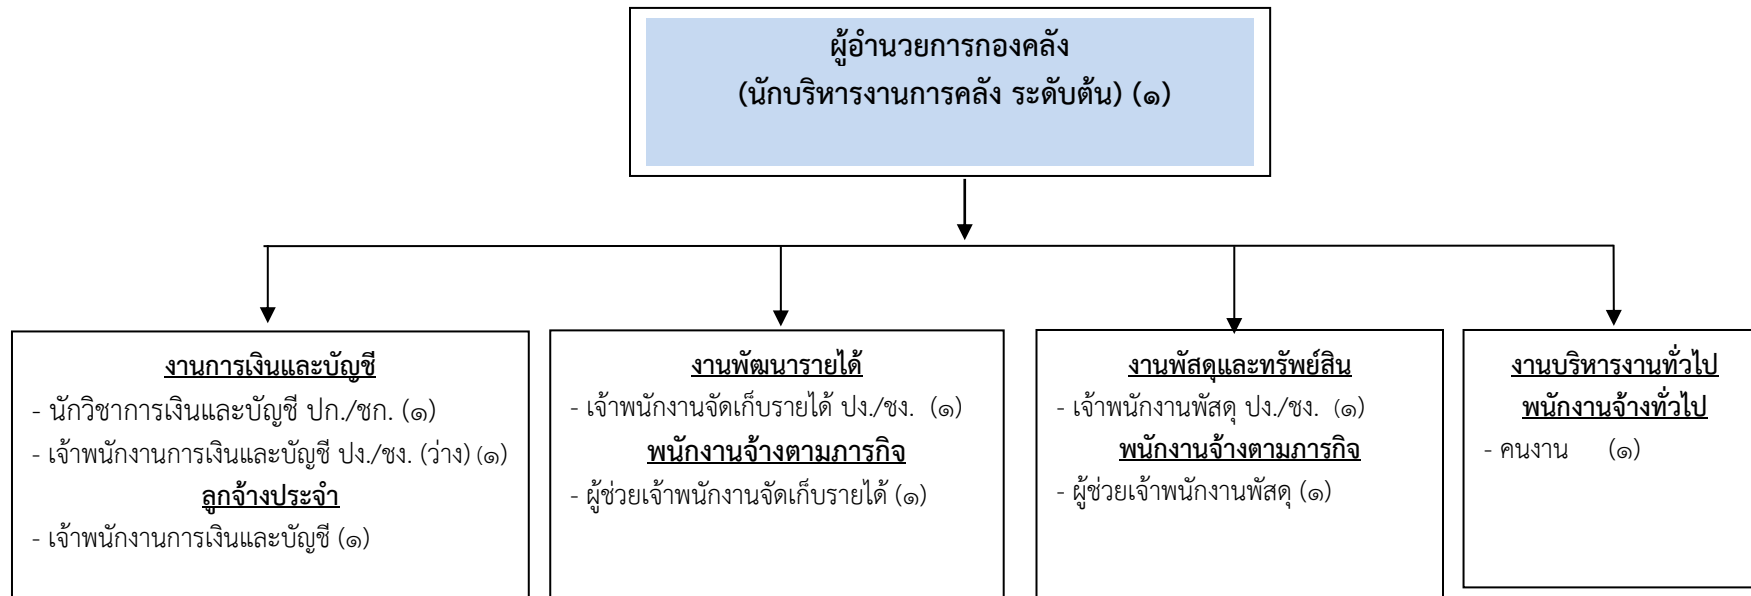 ผู้อำนวยการกองคลัง
(นักบริหารงานการคลัง ระดับต้น) (๑)
งานการเงินและบัญชี
- นักวิชาการเงินและบัญชี ปก./ชก. (๑)
- เจ้าพนักงานการเงินและบัญชี ปง./ชง. (ว่าง) (๑)
ลูกจ้างประจำ
- เจ้าพนักงานการเงินและบัญชี (๑)
งานพัฒนารายได้
- เจ้าพนักงานจัดเก็บรายได้ ปง./ชง. (๑)
พนักงานจ้างตามภารกิจ
- ผู้ช่วยเจ้าพนักงานจัดเก็บรายได้ (๑)
งานพัสดุและทรัพย์สิน
- เจ้าพนักงานพัสดุ ปง./ชง. (๑)
พนักงานจ้างตามภารกิจ
- ผู้ช่วยเจ้าพนักงานพัสดุ (๑)
งานบริหารงานทั่วไป
พนักงานจ้างทั่วไป
- คนงาน (๑)